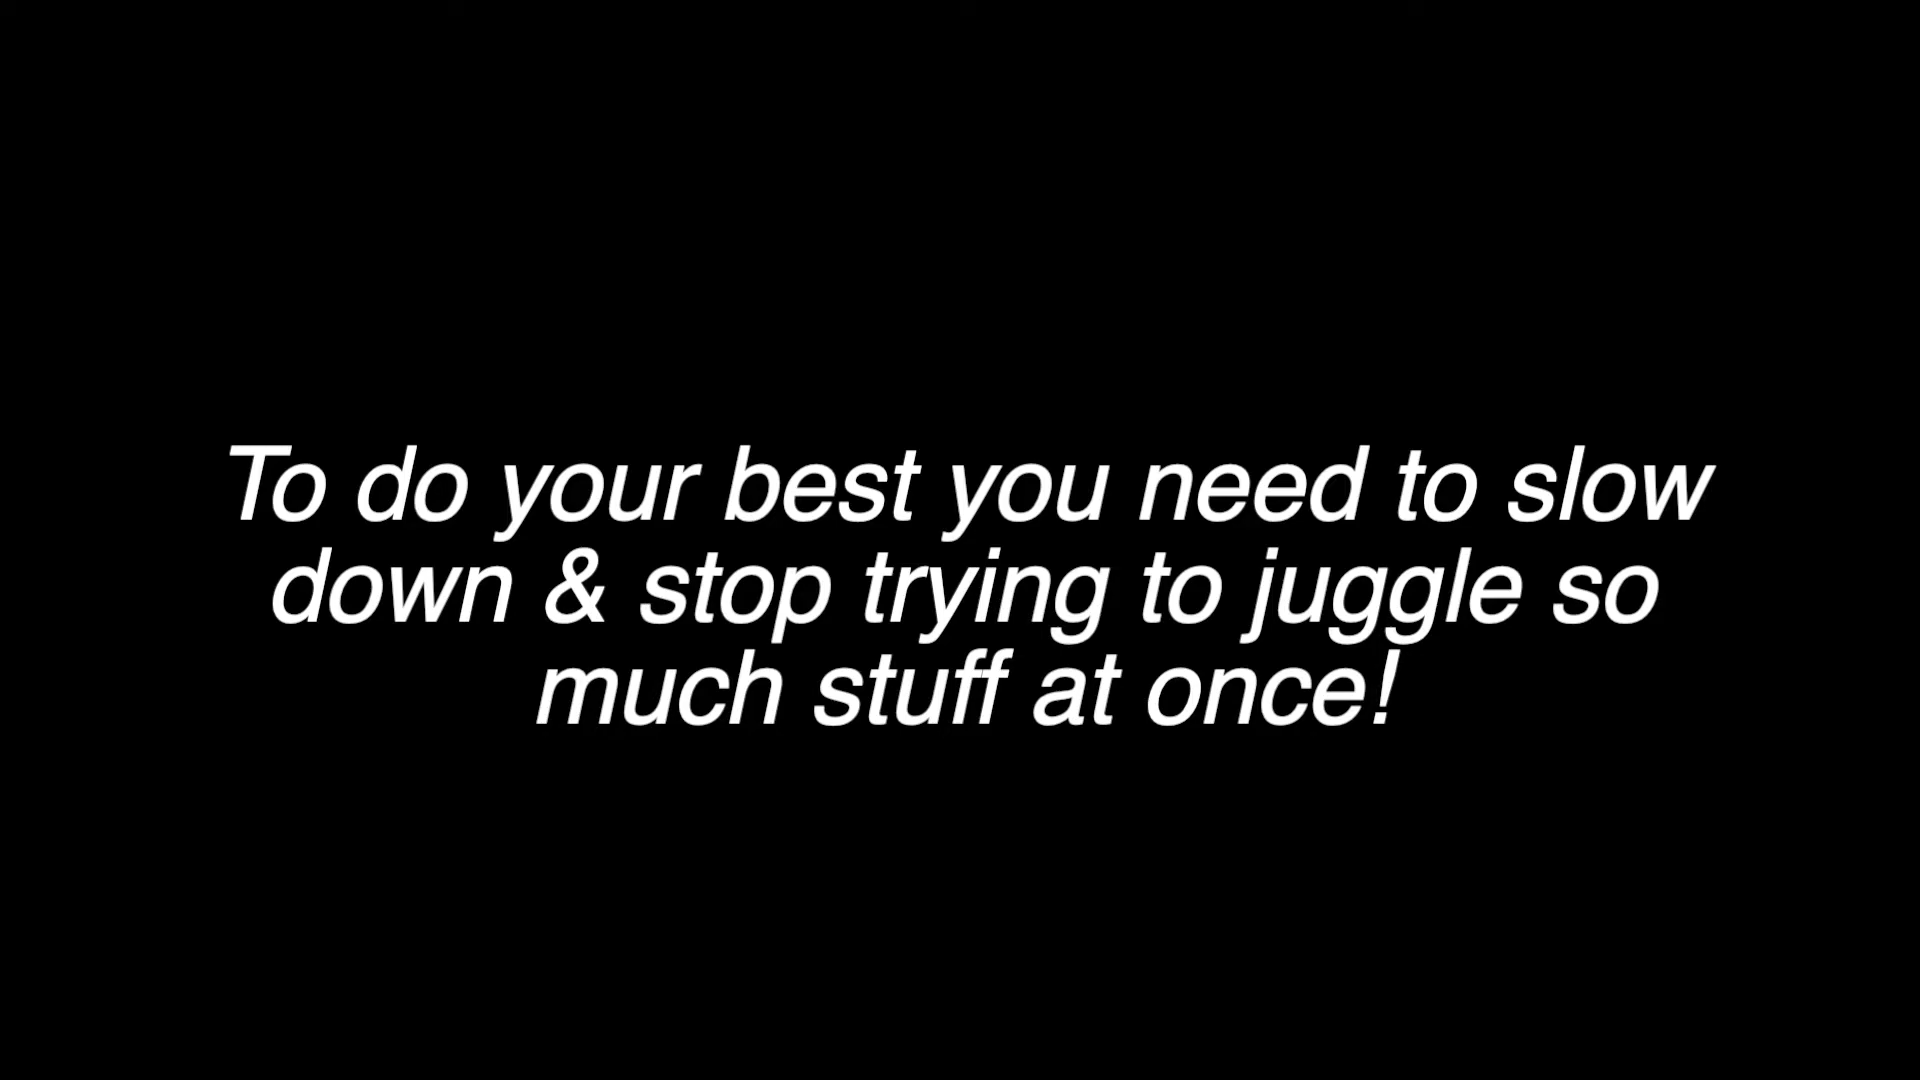 To do your best you need to slow
down & stop trying to juggle so
much stuff at once!